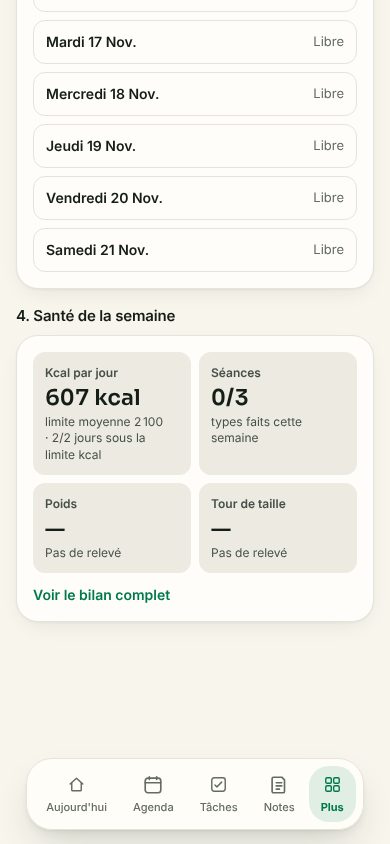 Mardi 17 Nov. Libre
Mercredi 18 Nov. Libre
Jeudi 19 Nov. Libre
Vendredi 20 Nov. Libre
Samedi 21 Nov. Libre
4. Santé de la semaine
Kcal par jour
607 kcal
limite moyenne 2 100
· 2/2 jours sous la
limite kcal
Séances
0/3
types faits cette
semaine
Poids
—
Pas de relevé
Tour de taille
—
Pas de relevé
Voir le bilan complet
Aujourd'hui Agenda Tâches Notes Plus